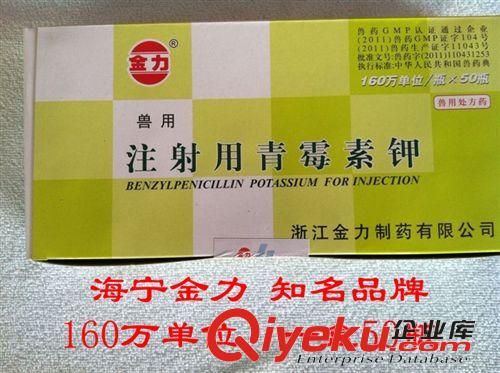 兽药GMP认证通过企业
(2011)兽药GMP证字104号
(2011)兽药生产证字11043号
批准文号:兽药字(2011)110431253
执行标准:中华人民共和国兽药典
160万单位/瓶×50瓶
兽用处方药
金力®
兽用
注射用青霉素钾
BENZYLPENICILLIN POTASSIUM FOR INJECTION
浙江金力制药有限公司
海宁金力 知名品牌
160万单位
Qiyeku.com 企业库
Enterprise Database